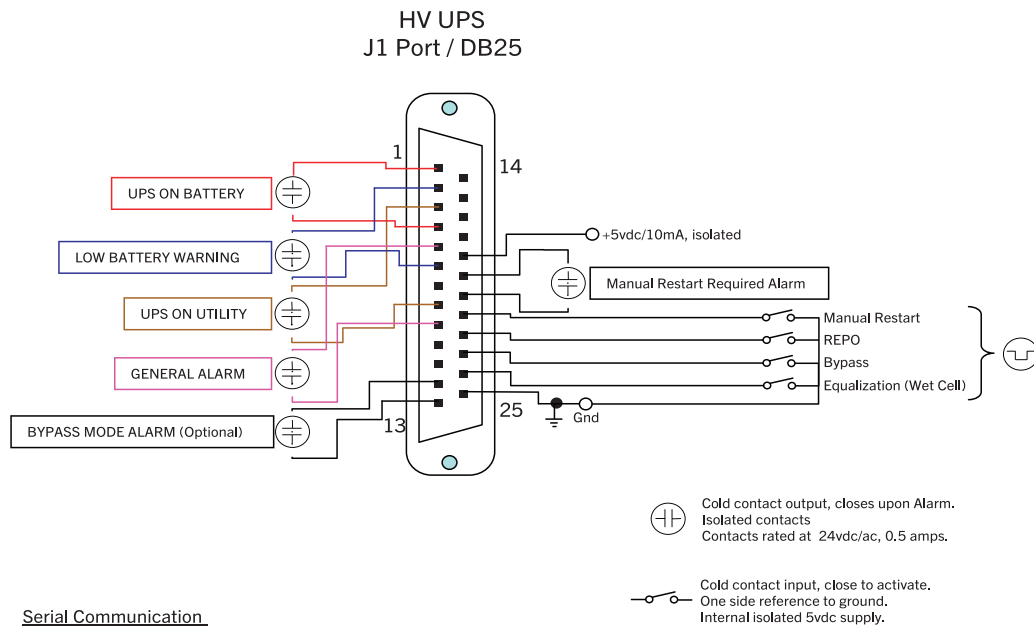 HV UPS
J1 Port / DB25
1
14
UPS ON BATTERY
+5vdc/10mA, isolated
LOW BATTERY WARNING
Manual Restart Required Alarm
UPS ON UTILITY
Manual Restart
REPO
Bypass
GENERAL ALARM
Equalization (Wet Cell)
25
Gnd
13
BYPASS MODE ALARM (Optional)
Cold contact output, closes upon Alarm.
Isolated contacts
Contacts rated at 24vdc/ac, 0.5 amps.
Cold contact input, close to activate.
One side reference to ground.
Internal isolated 5vdc supply.
Serial Communication